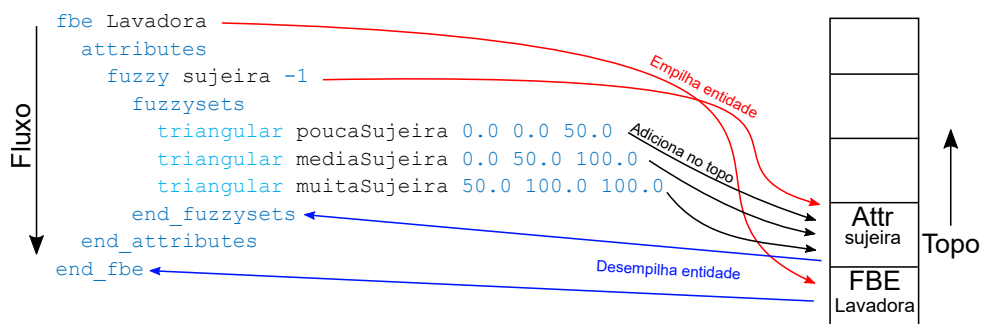 Fluxo
fbe Lavadora
attributes
fuzzy sujeira -1
fuzzysets
triangular poucaSujeira 0.0 0.0 50.0
triangular mediaSujeira 0.0 50.0 100.0
triangular muitaSujeira 50.0 100.0 100.0
end_fuzzysets
end_attributes
end_fbe
Empilha entidade
Adiciona no topo
Desempilha entidade
Attr
sujeira
FBE
Lavadora
Topo